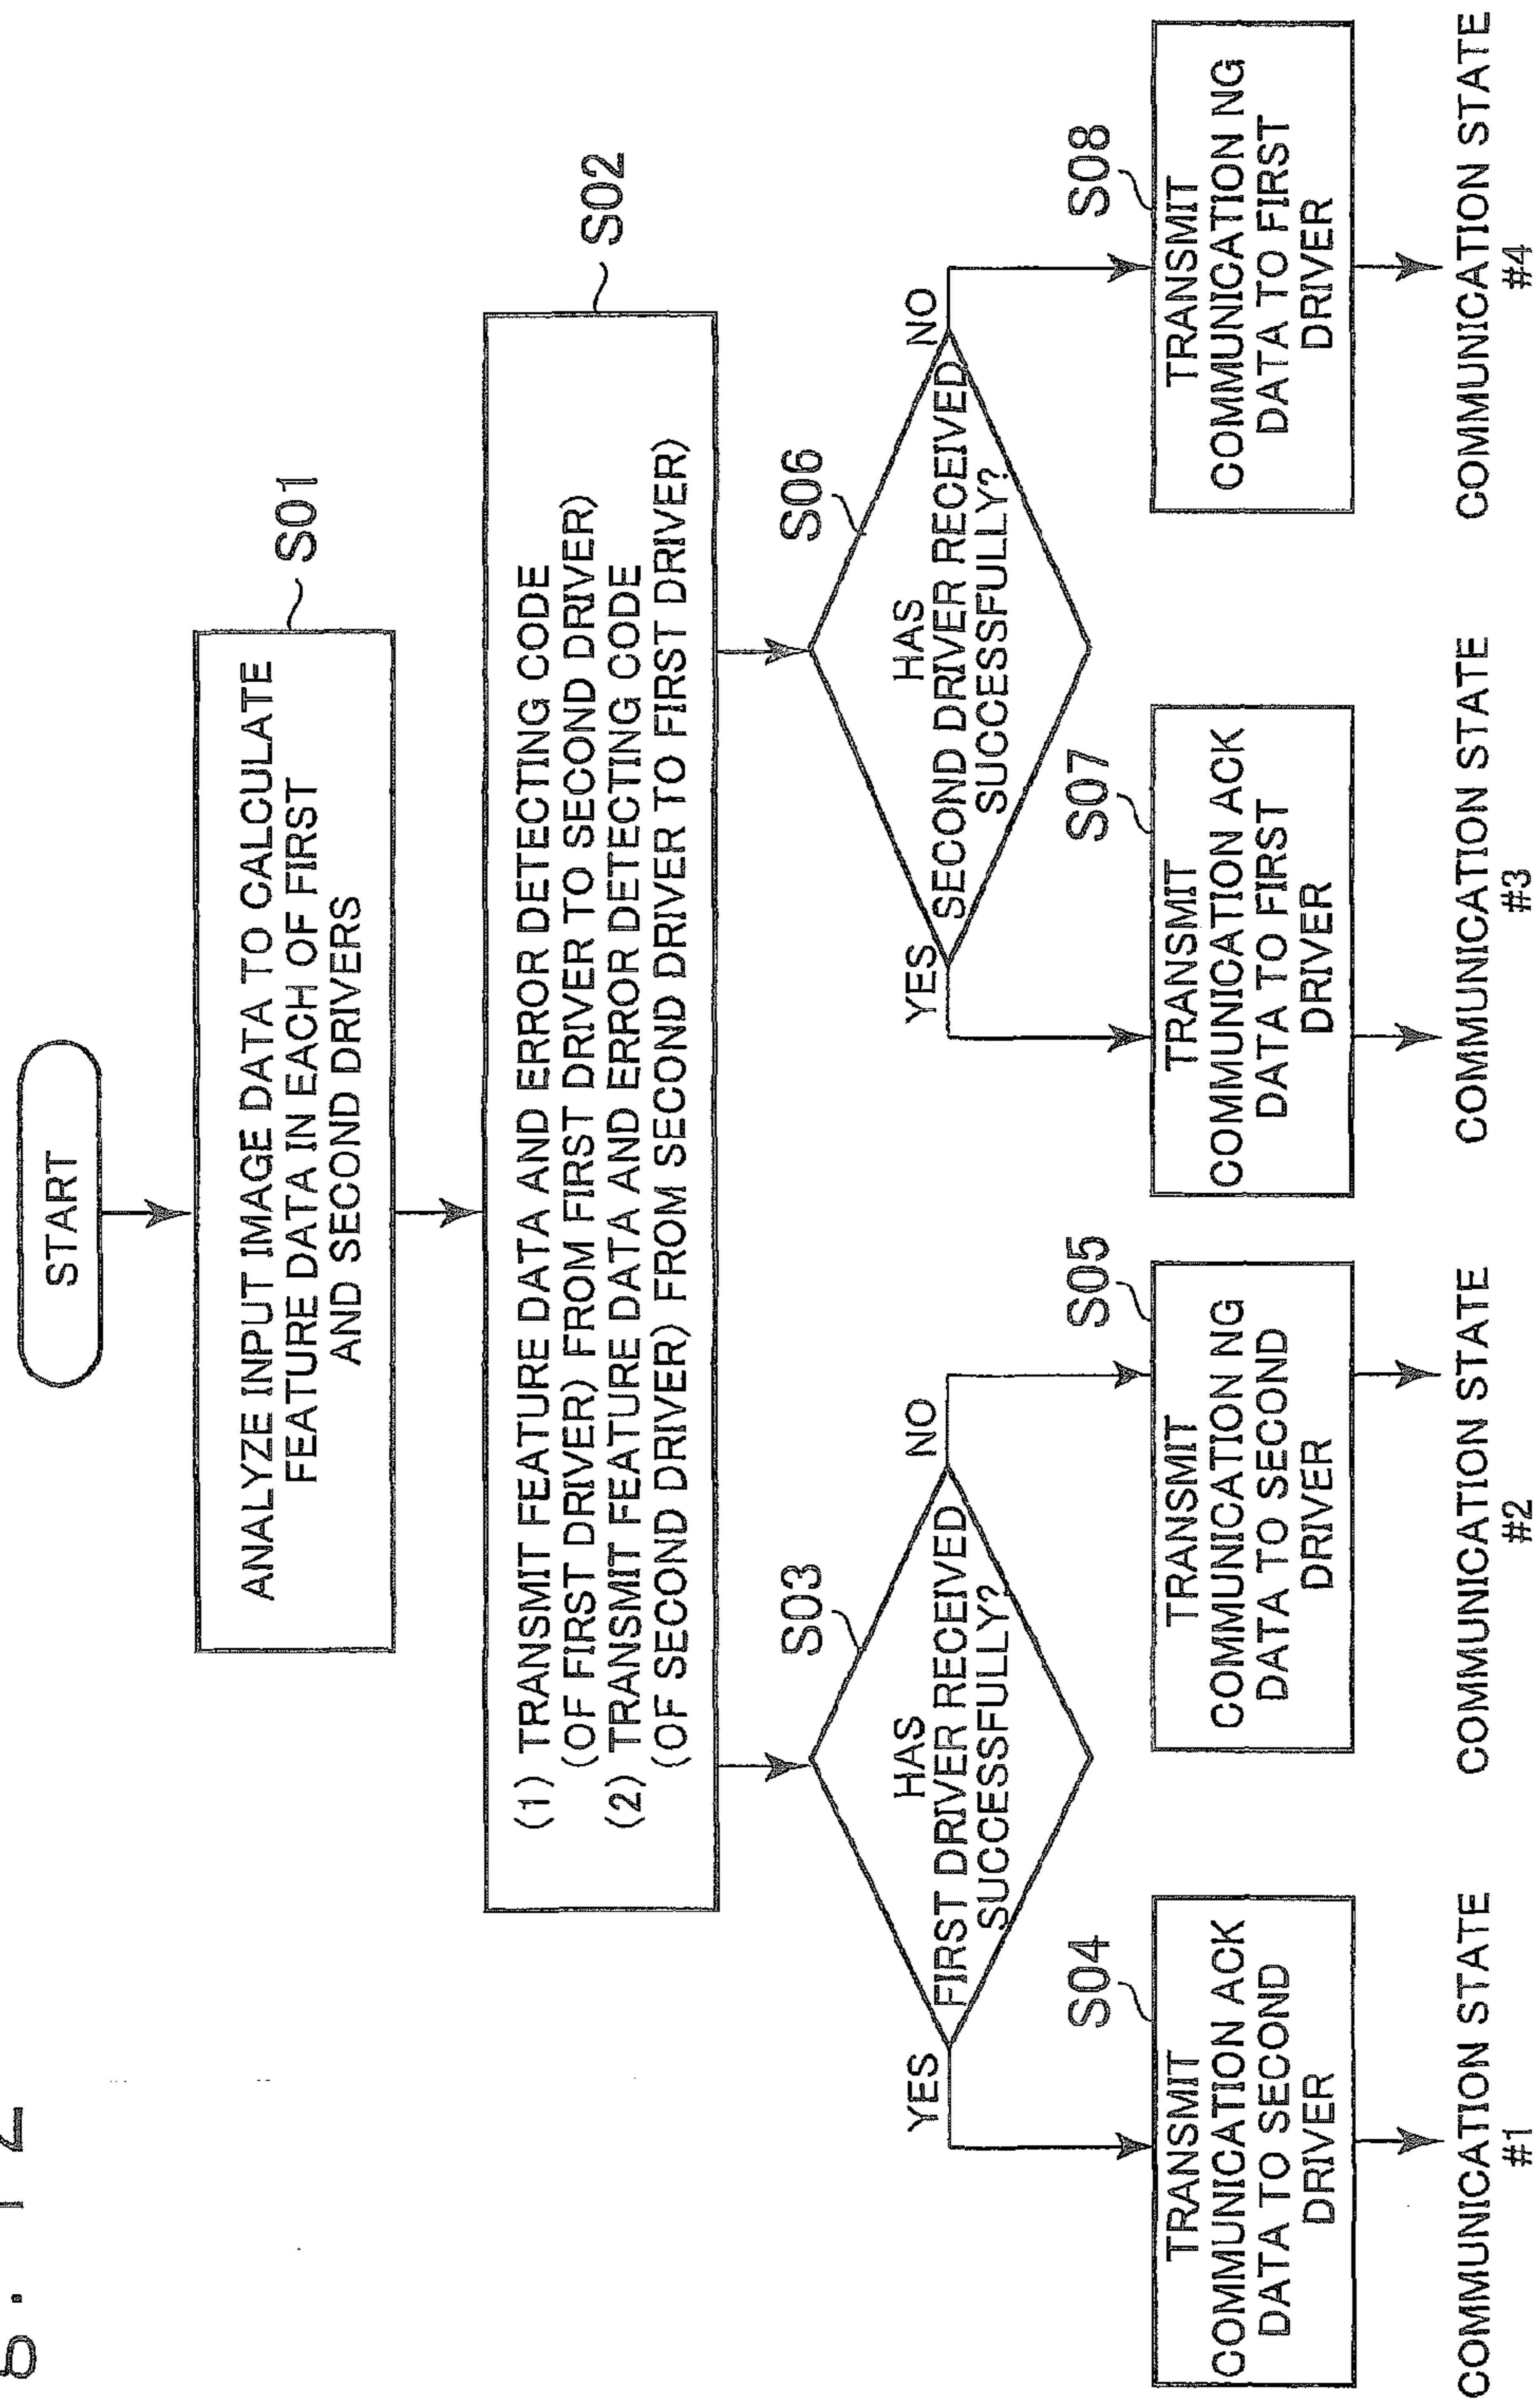 g. 12
START
ANALYZE INPUT IMAGE DATA TO CALCULATE
FEATURE DATA IN EACH OF FIRST
AND SECOND DRIVERS
S01
(1) TRANSMIT FEATURE DATA AND ERROR DETECTING CODE
(OF FIRST DRIVER) FROM FIRST DRIVER TO SECOND DRIVER)
(2) TRANSMIT FEATURE DATA AND ERROR DETECTING CODE
(OF SECOND DRIVER) FROM SECOND DRIVER TO FIRST DRIVER)
S02
HAS
FIRST DRIVER RECEIVED
SUCCESSFULLY?
S03
YES
NO
TRANSMIT
COMMUNICATION ACK
DATA TO SECOND
DRIVER
S04
COMMUNICATION STATE
#1
TRANSMIT
COMMUNICATION NG
DATA TO SECOND
DRIVER
S05
COMMUNICATION STATE
#2
HAS
SECOND DRIVER RECEIVED
SUCCESSFULLY?
S06
YES
NO
TRANSMIT
COMMUNICATION ACK
DATA TO FIRST
DRIVER
S07
COMMUNICATION STATE
#3
TRANSMIT
COMMUNICATION NG
DATA TO FIRST
DRIVER
S08
COMMUNICATION STATE
#4